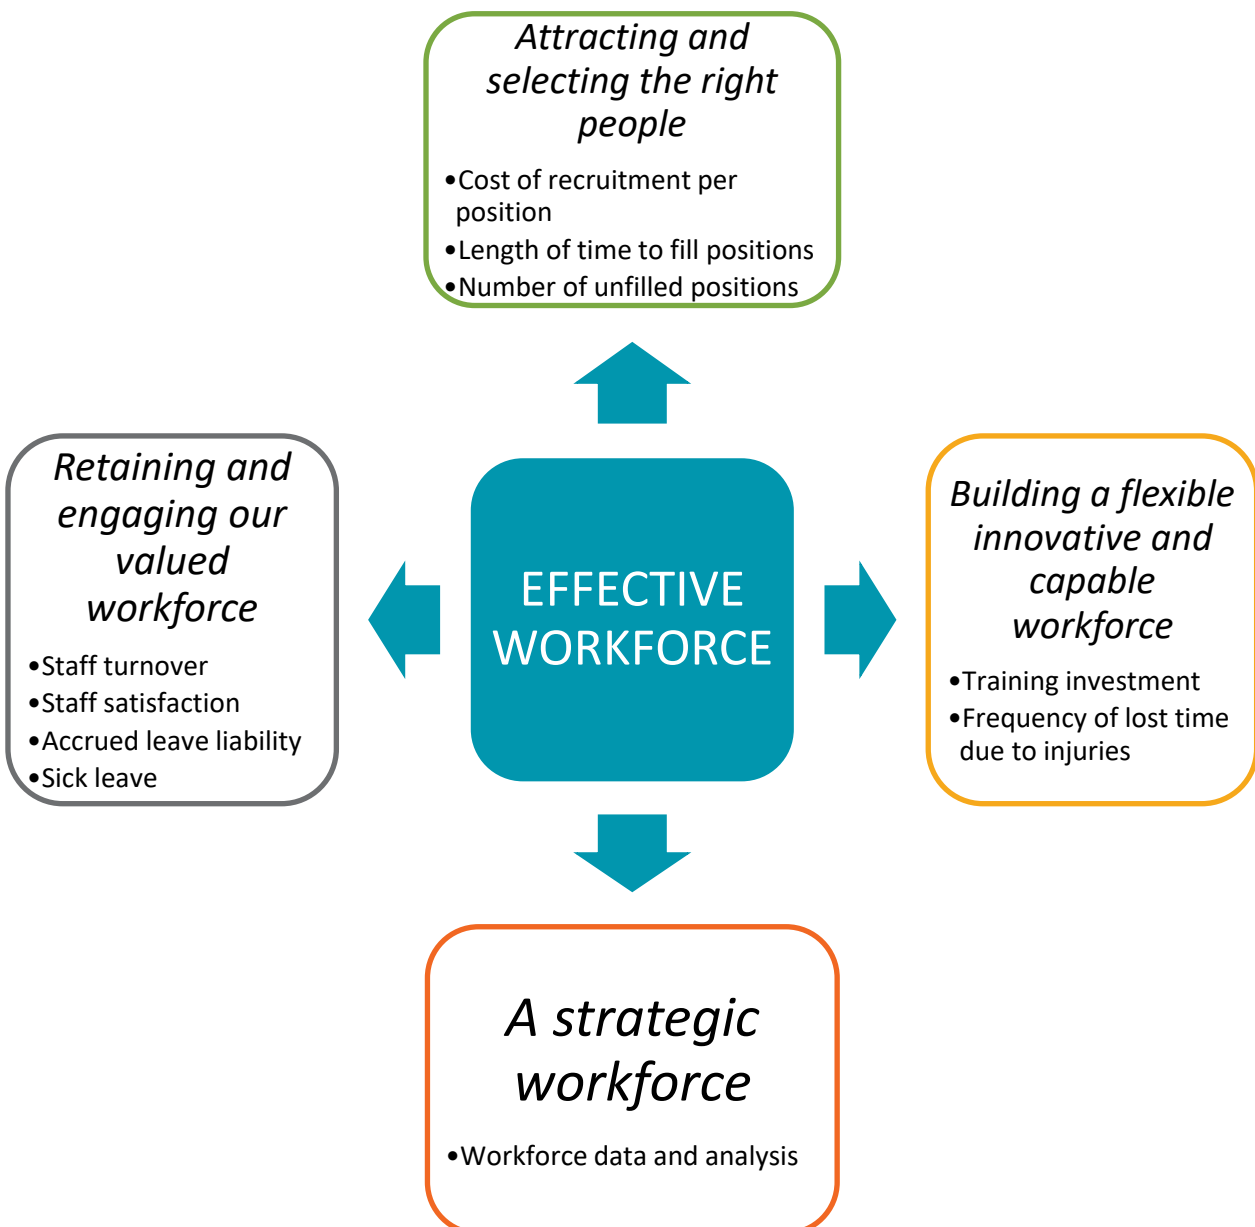 Attracting and
selecting the right
people
•Cost of recruitment per
position
•Length of time to fill positions
•Number of unfilled positions
Retaining and
engaging our
valued
workforce
•Staff turnover
•Staff satisfaction
•Accrued leave liability
•Sick leave
EFFECTIVE
WORKFORCE
Building a flexible
innovative and
capable
workforce
•Training investment
•Frequency of lost time
due to injuries
A strategic
workforce
•Workforce data and analysis